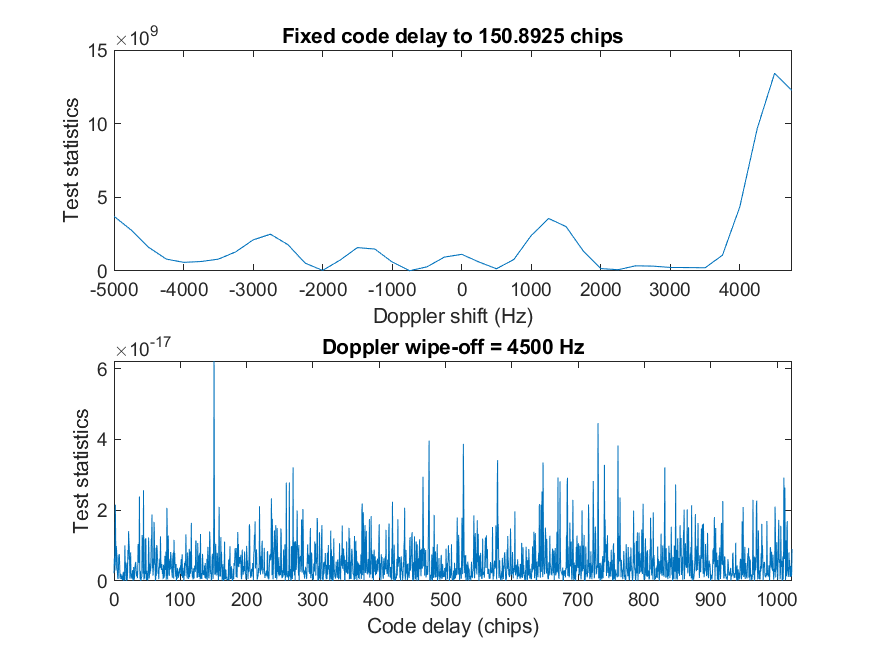 ×10^9
Fixed code delay to 150.8925 chips
15
10
5
0
Test statistics
-5000 -4000 -3000 -2000 -1000 0 1000 2000 3000 4000
Doppler shift (Hz)
×10^-17
Doppler wipe-off = 4500 Hz
6
4
2
0
Test statistics
0 100 200 300 400 500 600 700 800 900 1000
Code delay (chips)